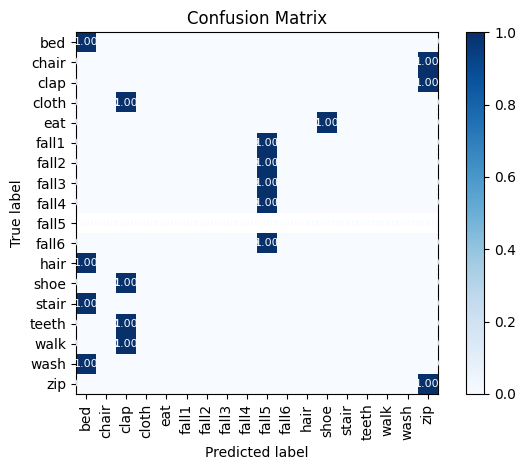 Confusion Matrix
True label
bed 1.00
chair 1.00
clap 1.00
cloth 1.00
eat 1.00
fall1 1.00
fall2 1.00
fall3 1.00
fall4 1.00
fall5
fall6 1.00
hair 1.00
shoe 1.00
stair 1.00
teeth 1.00
walk 1.00
wash 1.00
zip 1.00
bed chair clap cloth eat fall1 fall2 fall3 fall4 fall5 fall6 hair shoe stair teeth walk wash zip
Predicted label
1.0
0.8
0.6
0.4
0.2
0.0